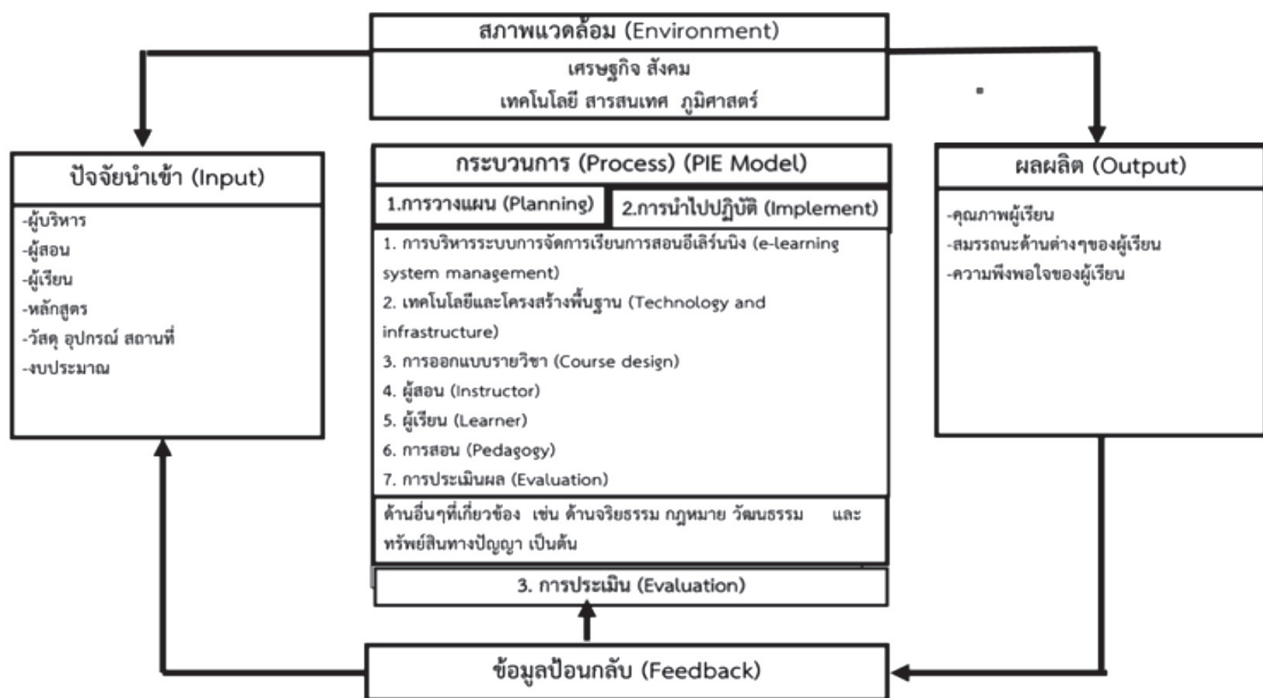 สภาพแวดล้อม (Environment)
เศรษฐกิจ สังคม
เทคโนโลยี สารสนเทศ ภูมิศาสตร์
ปัจจัยนำเข้า (Input)
-ผู้บริหาร
-ผู้สอน
-ผู้เรียน
-หลักสูตร
-วัสดุ อุปกรณ์ สถานที่
-งบประมาณ
กระบวนการ (Process) (PIE Model)
1.การวางแผน (Planning)
2.การนำไปปฏิบัติ (Implement)
1. การบริหารระบบการจัดการเรียนการสอนอีเลิร์นนิง (e-learning
system management)
2. เทคโนโลยีและโครงสร้างพื้นฐาน (Technology and
infrastructure)
3. การออกแบบรายวิชา (Course design)
4. ผู้สอน (Instructor)
5. ผู้เรียน (Learner)
6. การสอน (Pedagogy)
7. การประเมินผล (Evaluation)
ด้านอื่นๆที่เกี่ยวข้อง เช่น ด้านจริยธรรม กฎหมาย วัฒนธรรม และ
ทรัพย์สินทางปัญญา เป็นต้น
3. การประเมิน (Evaluation)
ผลผลิต (Output)
-คุณภาพผู้เรียน
-สมรรถนะด้านต่างๆของผู้เรียน
-ความพึงพอใจของผู้เรียน
ข้อมูลป้อนกลับ (Feedback)